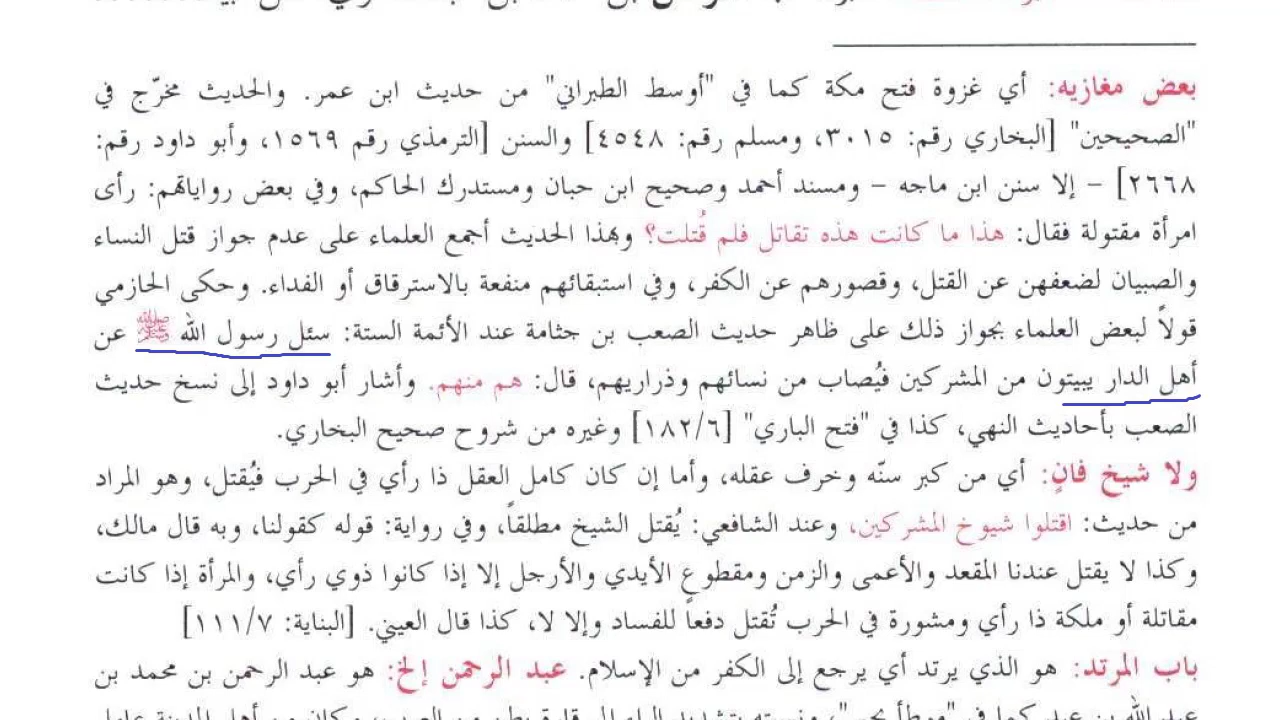 بعض مغازيه: أي غزوة فتح مكة كما في "أوسط الطبراني" من حديث ابن عمر. والحديث مخرّج في
"الصحيحين" [البخاري رقم: ٣٠١٥، ومسلم رقم: ٤٥٤٨] والسنن [الترمذي رقم ١٥٦٩، وأبو داود رقم:
٢٦٦٨] – إلا سنن ابن ماجه – ومسند أحمد وصحيح ابن حبان ومستدرك الحاكم، وفي بعض رواياتهم: رأى
امرأة مقتولة فقال: هذا ما كانت هذه تقاتل فلم قُتلت؟ وبهذا الحديث أجمع العلماء على عدم جواز قتل النساء
والصبيان لضعفهن عن القتل، وقصورهم عن الكفر، وفي استبقائهم منفعة بالاسترقاق أو الفداء. وحكى الحازمي
قولاً لبعض العلماء بجواز ذلك على ظاهر حديث الصعب بن جثامة عند الأئمة الستة: سئل رسول الله ﷺ عن
أهل الدار يبيتون من المشركين فيُصاب من نسائهم وذراريهم، قال: هم منهم. وأشار أبو داود إلى نسخ حديث
الصعب بأحاديث النهي، كذا في "فتح الباري" [١٨٢/٦] وغيره من شروح صحيح البخاري.
ولا شيخ فانٍ: أي من كبر سنّه وخرف عقله، وأما إن كان كامل العقل ذا رأي في الحرب فيُقتل، وهو المراد
من حديث: اقتلوا شيوخ المشركين، وعند الشافعي: يُقتل الشيخ مطلقاً، وفي رواية: قوله كقولنا، وبه قال مالك،
وكذا لا يقتل عندنا المقعد والأعمى والزمن ومقطوع الأيدي والأرجل إلا إذا كانوا ذوي رأي، والمرأة إذا كانت
مقاتلة أو ملكة ذا رأي ومشورة في الحرب تُقتل دفعاً للفساد وإلا لا، كذا قال العيني. [البناية: ١١١/٧]
باب المرتد: هو الذي يرتد أي يرجع إلى الكفر من الإسلام. عبد الرحمن إلخ: هو عبد الرحمن بن محمد بن